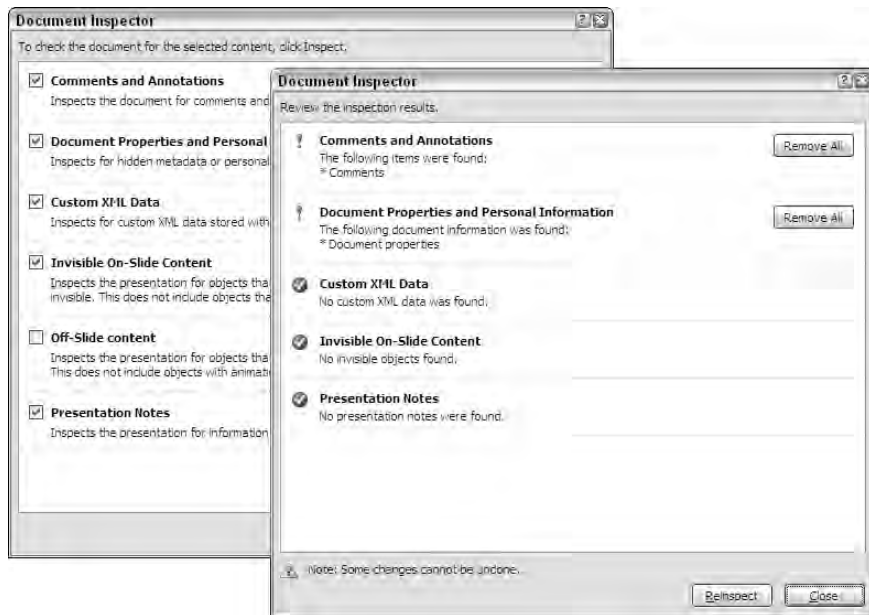 Document Inspector
To check the document for the selected content, click Inspect.
Comments and Annotations
Inspects the document for comments and
Document Properties and Personal
Inspects for hidden metadata or personal
Custom XML Data
Inspects for custom XML data stored with
Invisible On-Slide Content
Inspects the presentation for objects tha
invisible. This does not include objects tha
Off-Slide content
Inspects the presentation for objects tha
This does not include objects with animati
Presentation Notes
Inspects the presentation for information
Document Inspector
Review the inspection results.
Comments and Annotations
The following items were found:
* Comments
Remove All
Document Properties and Personal Information
The following document information was found:
* Document properties
Remove All
Custom XML Data
No custom XML data was found.
Invisible On-Slide Content
No invisible objects found.
Presentation Notes
No presentation notes were found.
Note: Some changes cannot be undone.
Reinspect
Close